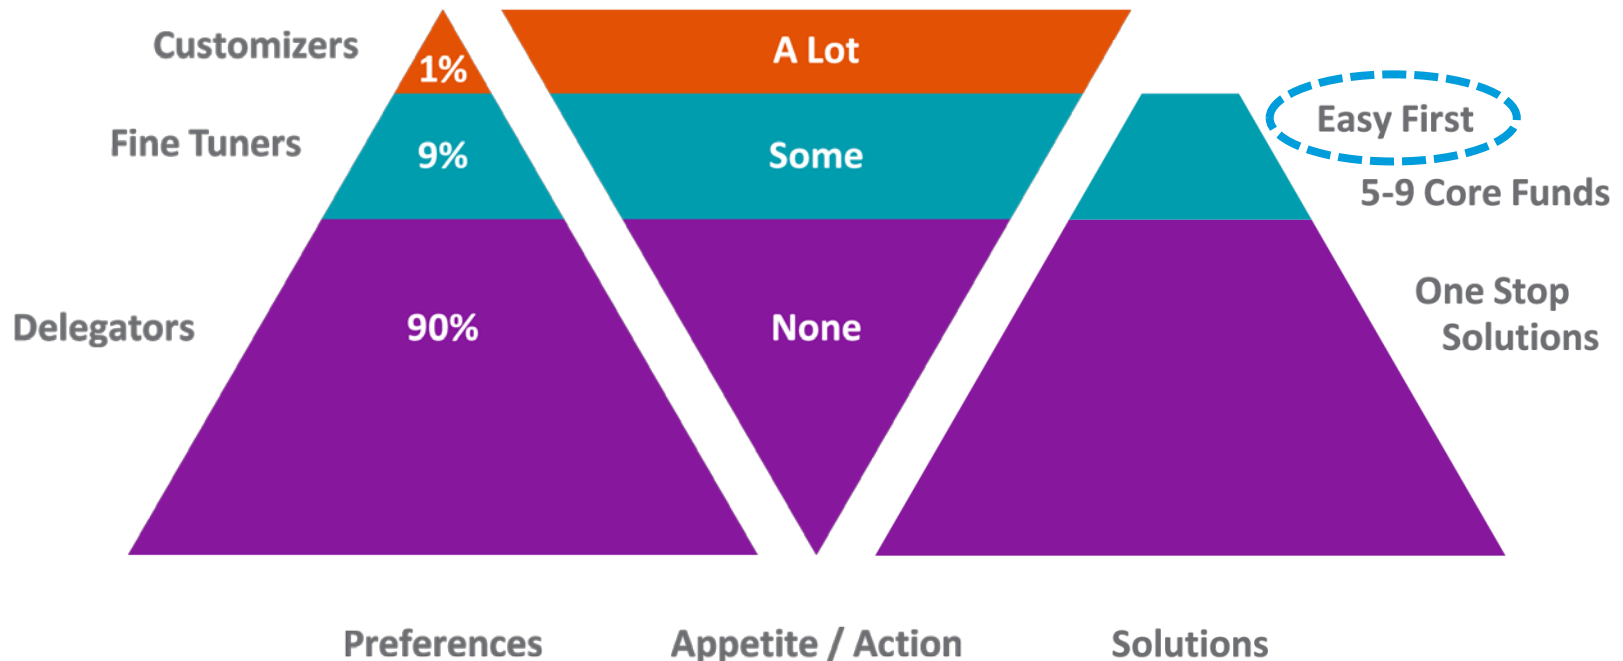 Customizers
1%
A Lot
Easy First
Fine Tuners
9%
Some
5-9 Core Funds
One Stop
Solutions
Delegators
90%
None
Preferences
Appetite / Action
Solutions